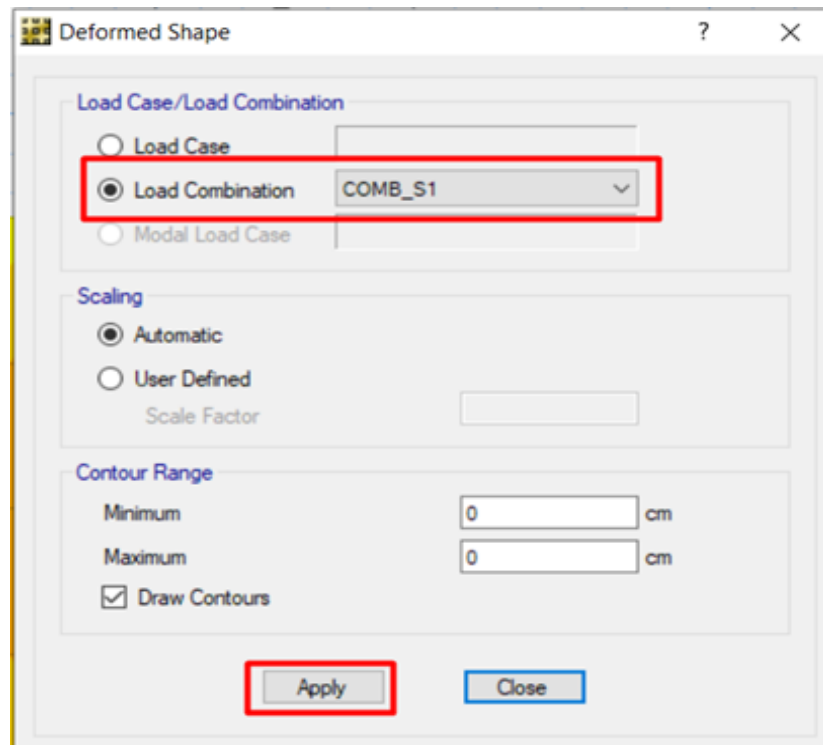 Deformed Shape ? ×
Load Case/Load Combination
Load Case
Load Combination COMB_S1
Modal Load Case
Scaling
Automatic
User Defined
Scale Factor
Contour Range
Minimum 0 cm
Maximum 0 cm
Draw Contours
Apply Close